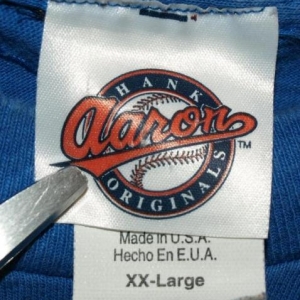 HANK
aaron
TM
ORIGINALS
Made in U.S.A.
Hecho En E.U.A.
XX-Large